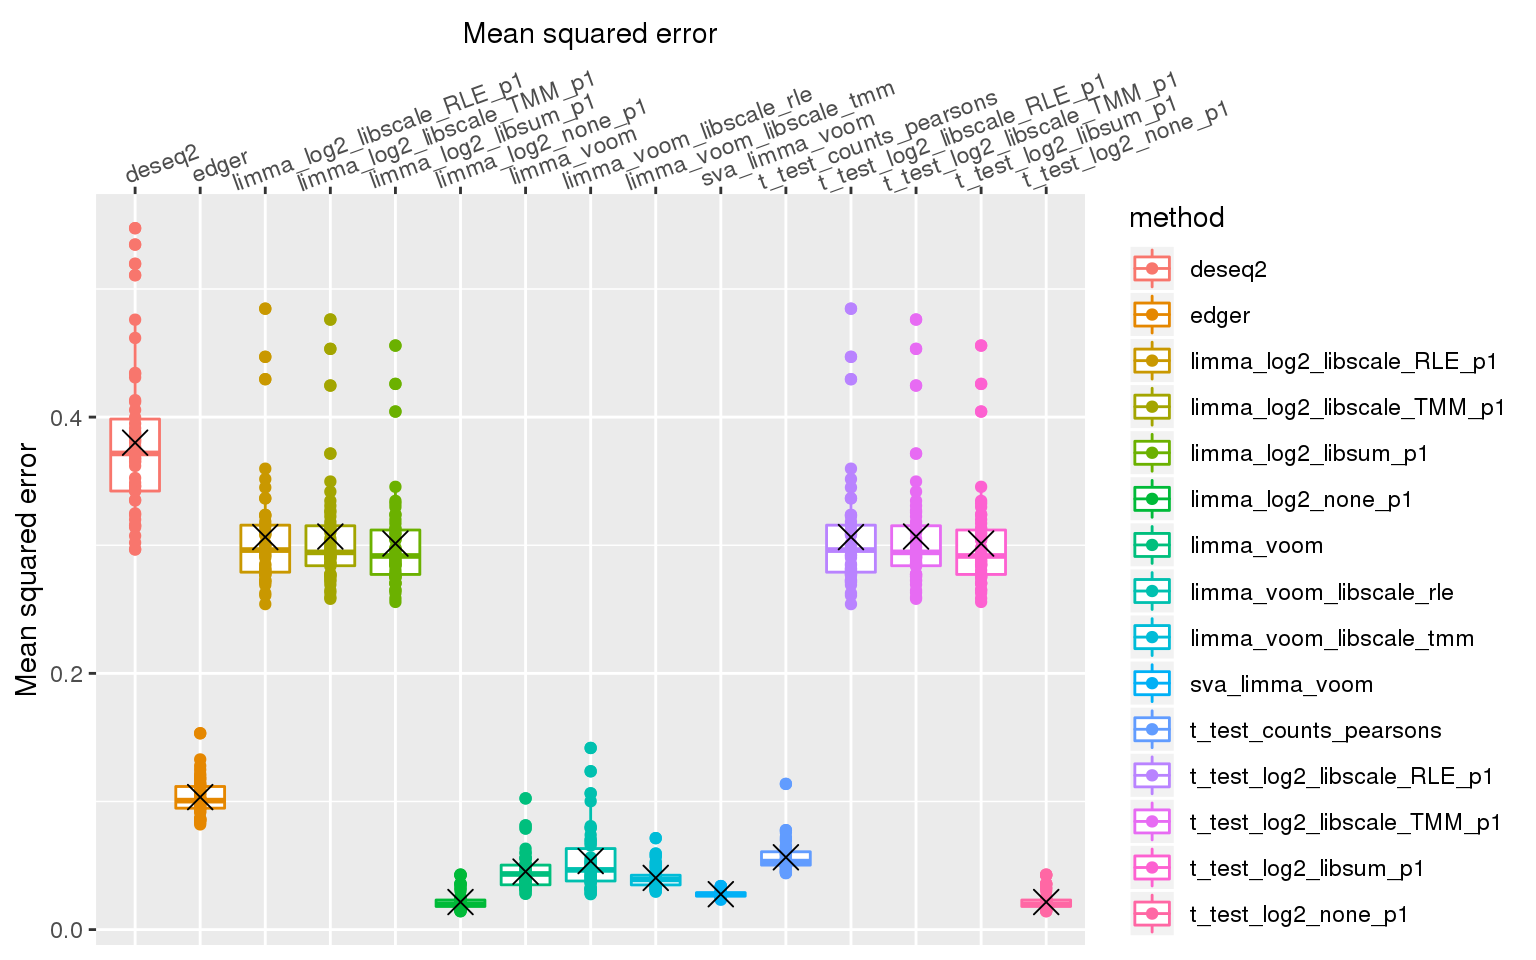 Mean squared error
deseq2
edger
limma_log2_libscale_RLE_p1
limma_log2_libscale_TMM_p1
limma_log2_libsum_p1
limma_log2_none_p1
limma_voom
limma_voom_libscale_rle
limma_voom_libscale_tmm
sva_limma_voom
t_test_counts_pearsons
t_test_log2_libscale_RLE_p1
t_test_log2_libscale_TMM_p1
t_test_log2_libsum_p1
t_test_log2_none_p1
Mean squared error
0.4
0.2
0.0
method
deseq2
edger
limma_log2_libscale_RLE_p1
limma_log2_libscale_TMM_p1
limma_log2_libsum_p1
limma_log2_none_p1
limma_voom
limma_voom_libscale_rle
limma_voom_libscale_tmm
sva_limma_voom
t_test_counts_pearsons
t_test_log2_libscale_RLE_p1
t_test_log2_libscale_TMM_p1
t_test_log2_libsum_p1
t_test_log2_none_p1